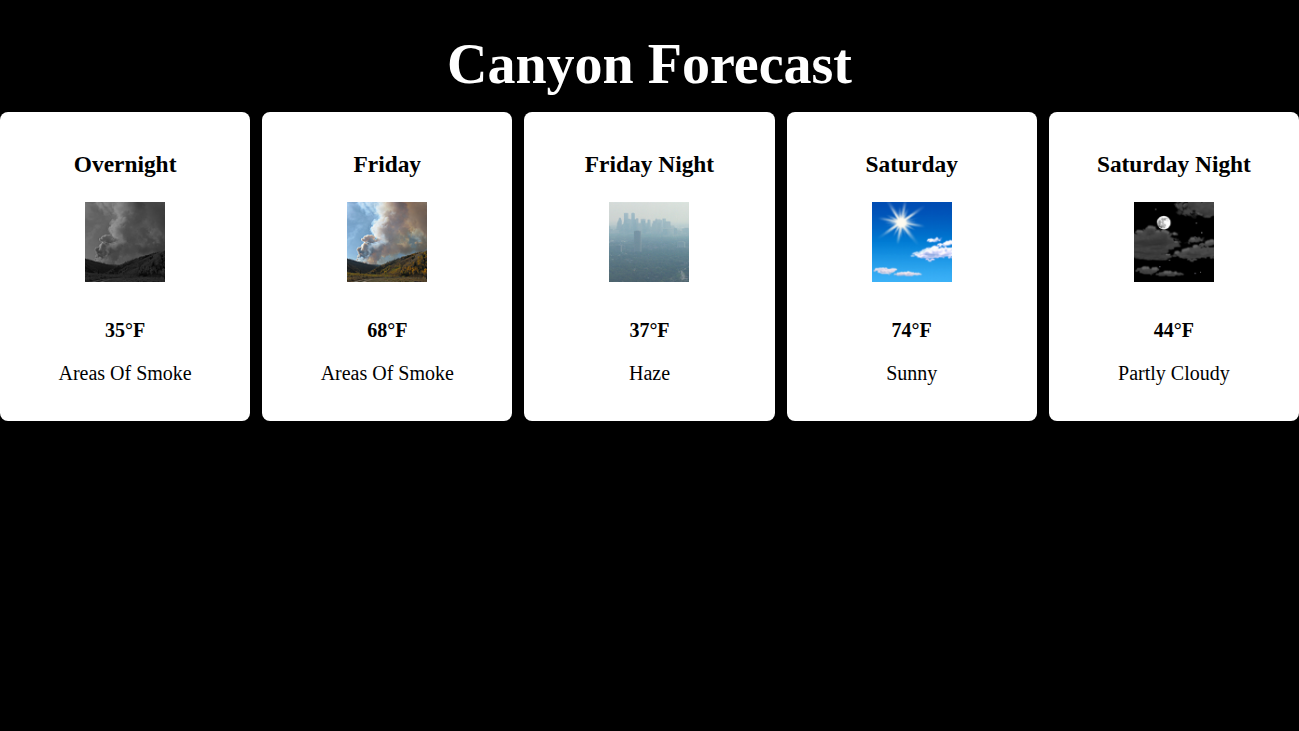 Canyon Forecast
Overnight
35°F
Areas Of Smoke
Friday
68°F
Areas Of Smoke
Friday Night
37°F
Haze
Saturday
74°F
Sunny
Saturday Night
44°F
Partly Cloudy